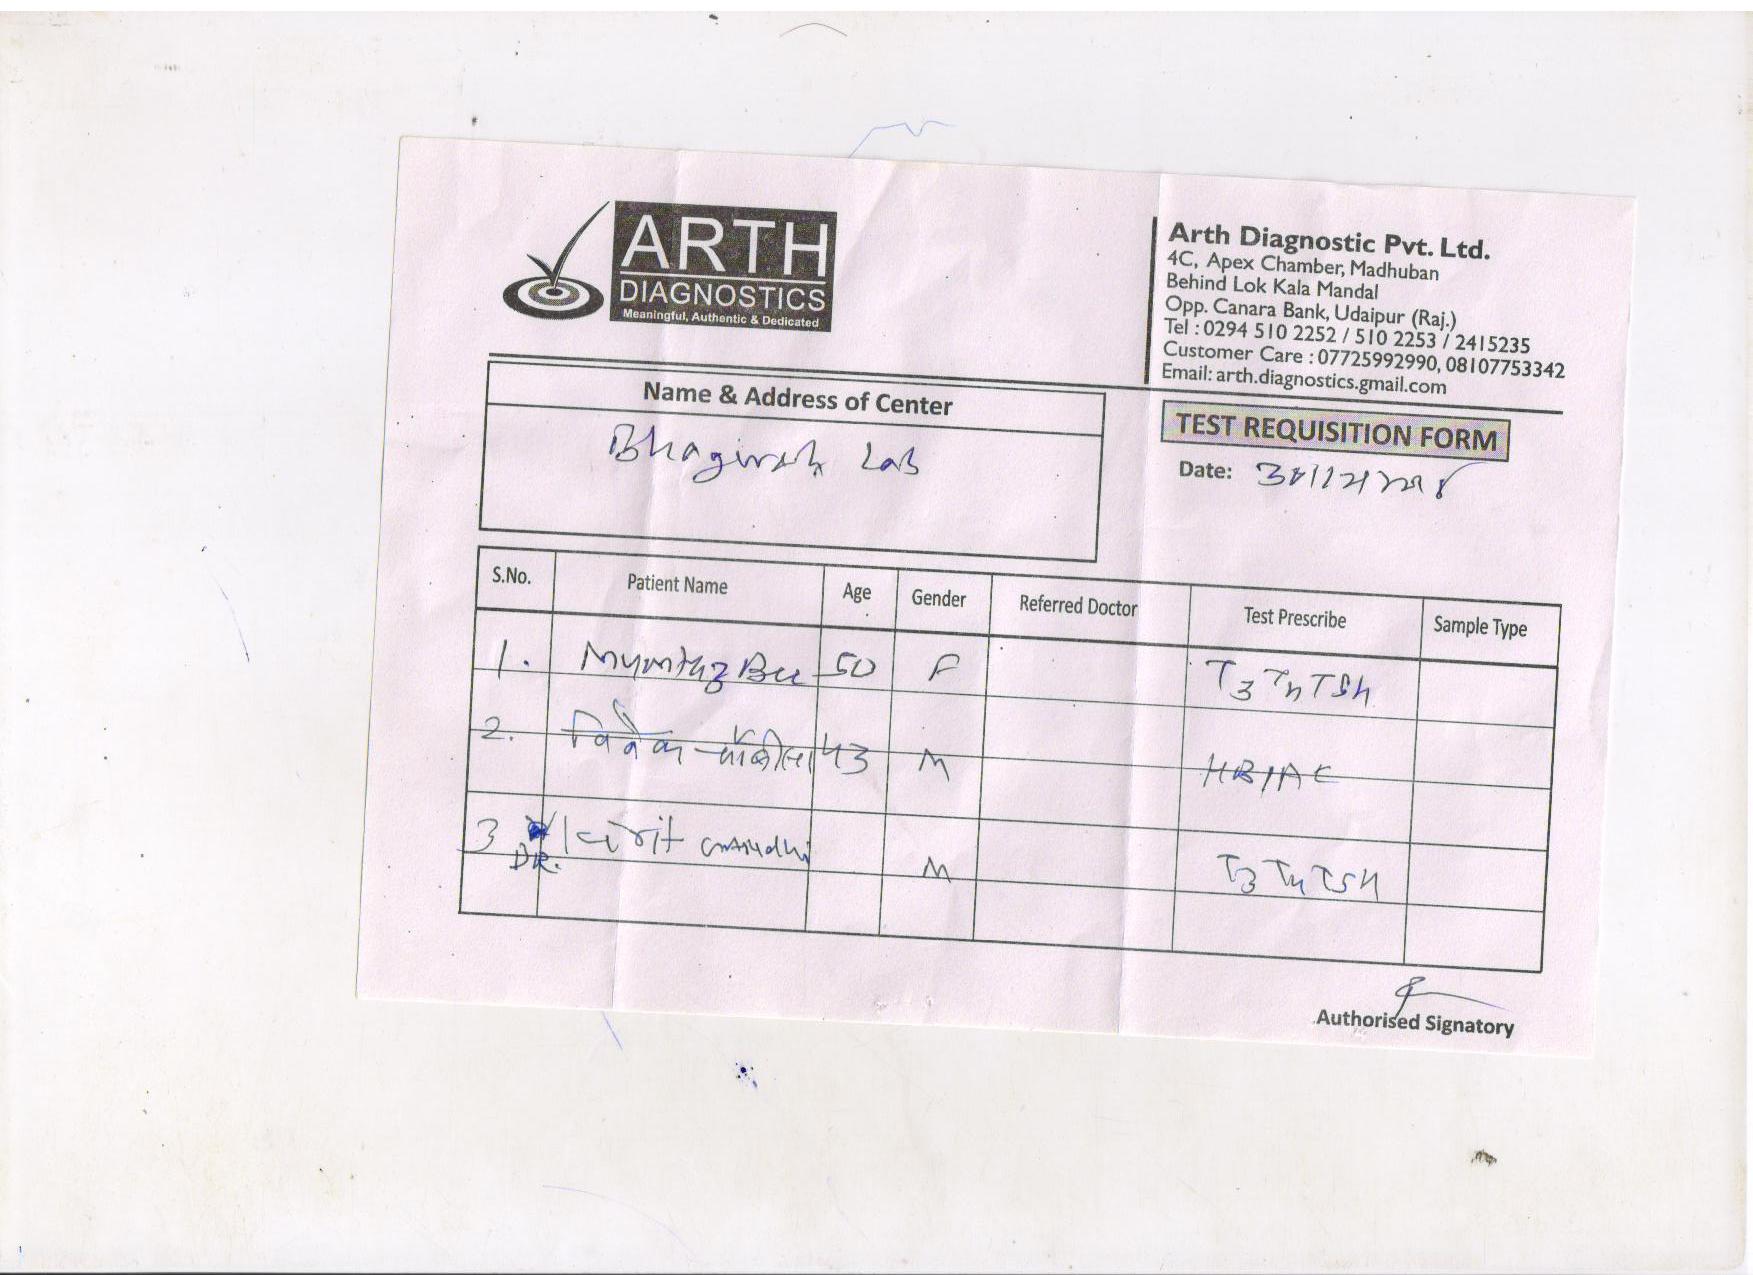 ARTH
DIAGNOSTICS
Meaningful, Authentic & Dedicated
Arth Diagnostic Pvt. Ltd.
4C, Apex Chamber, Madhuban
Behind Lok Kala Mandal
Opp. Canara Bank, Udaipur (Raj.)
Tel : 0294 510 2252 / 510 2253 / 2415235
Customer Care : 07725992990, 08107753342
Email: arth.diagnostics.gmail.com
Name & Address of Center
Lab
TEST REQUISITION FORM
Date:
S.No. Patient Name Age Gender Referred Doctor Test Prescribe Sample Type
1. Bee 50 F T3 T4 TSH
2. 43 M HB1AC
3 DR. Kirit M T3 T4 TSH
Authorised Signatory